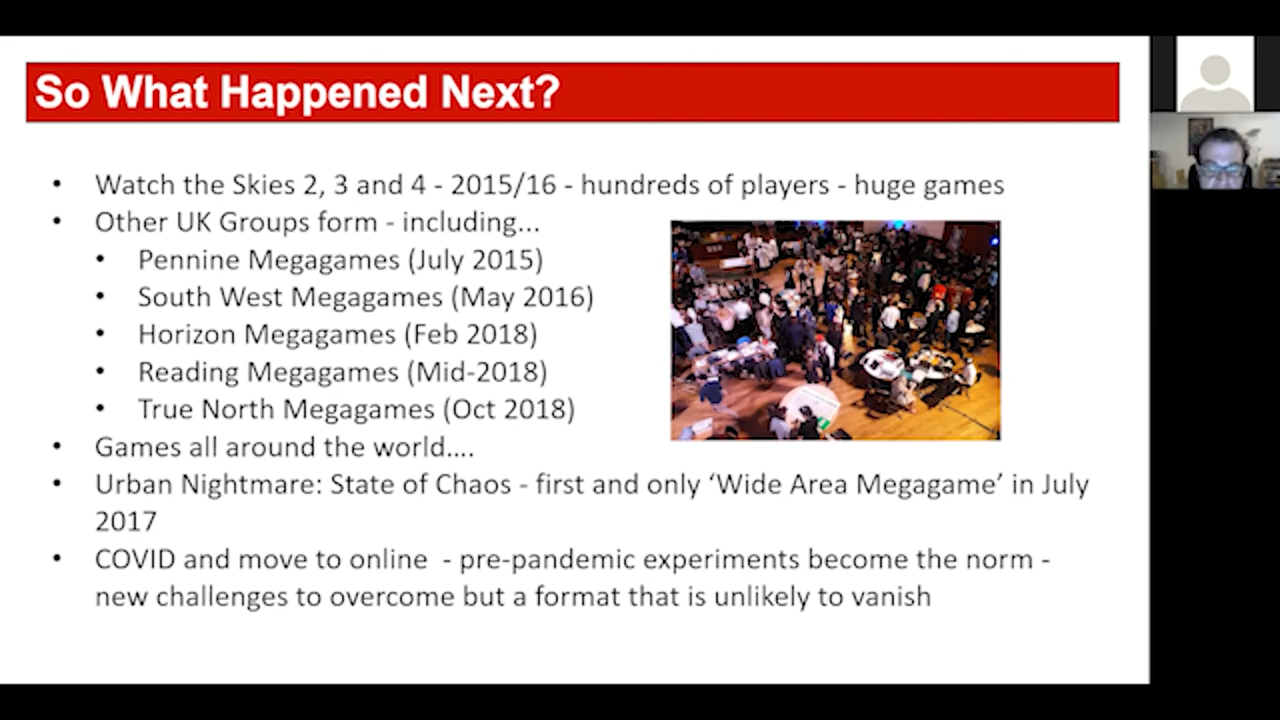 So What Happened Next?
• Watch the Skies 2, 3 and 4 - 2015/16 - hundreds of players - huge games
• Other UK Groups form - including...
• Pennine Megagames (July 2015)
• South West Megagames (May 2016)
• Horizon Megagames (Feb 2018)
• Reading Megagames (Mid-2018)
• True North Megagames (Oct 2018)
• Games all around the world....
• Urban Nightmare: State of Chaos - first and only ‘Wide Area Megagame’ in July
2017
• COVID and move to online - pre-pandemic experiments become the norm -
new challenges to overcome but a format that is unlikely to vanish